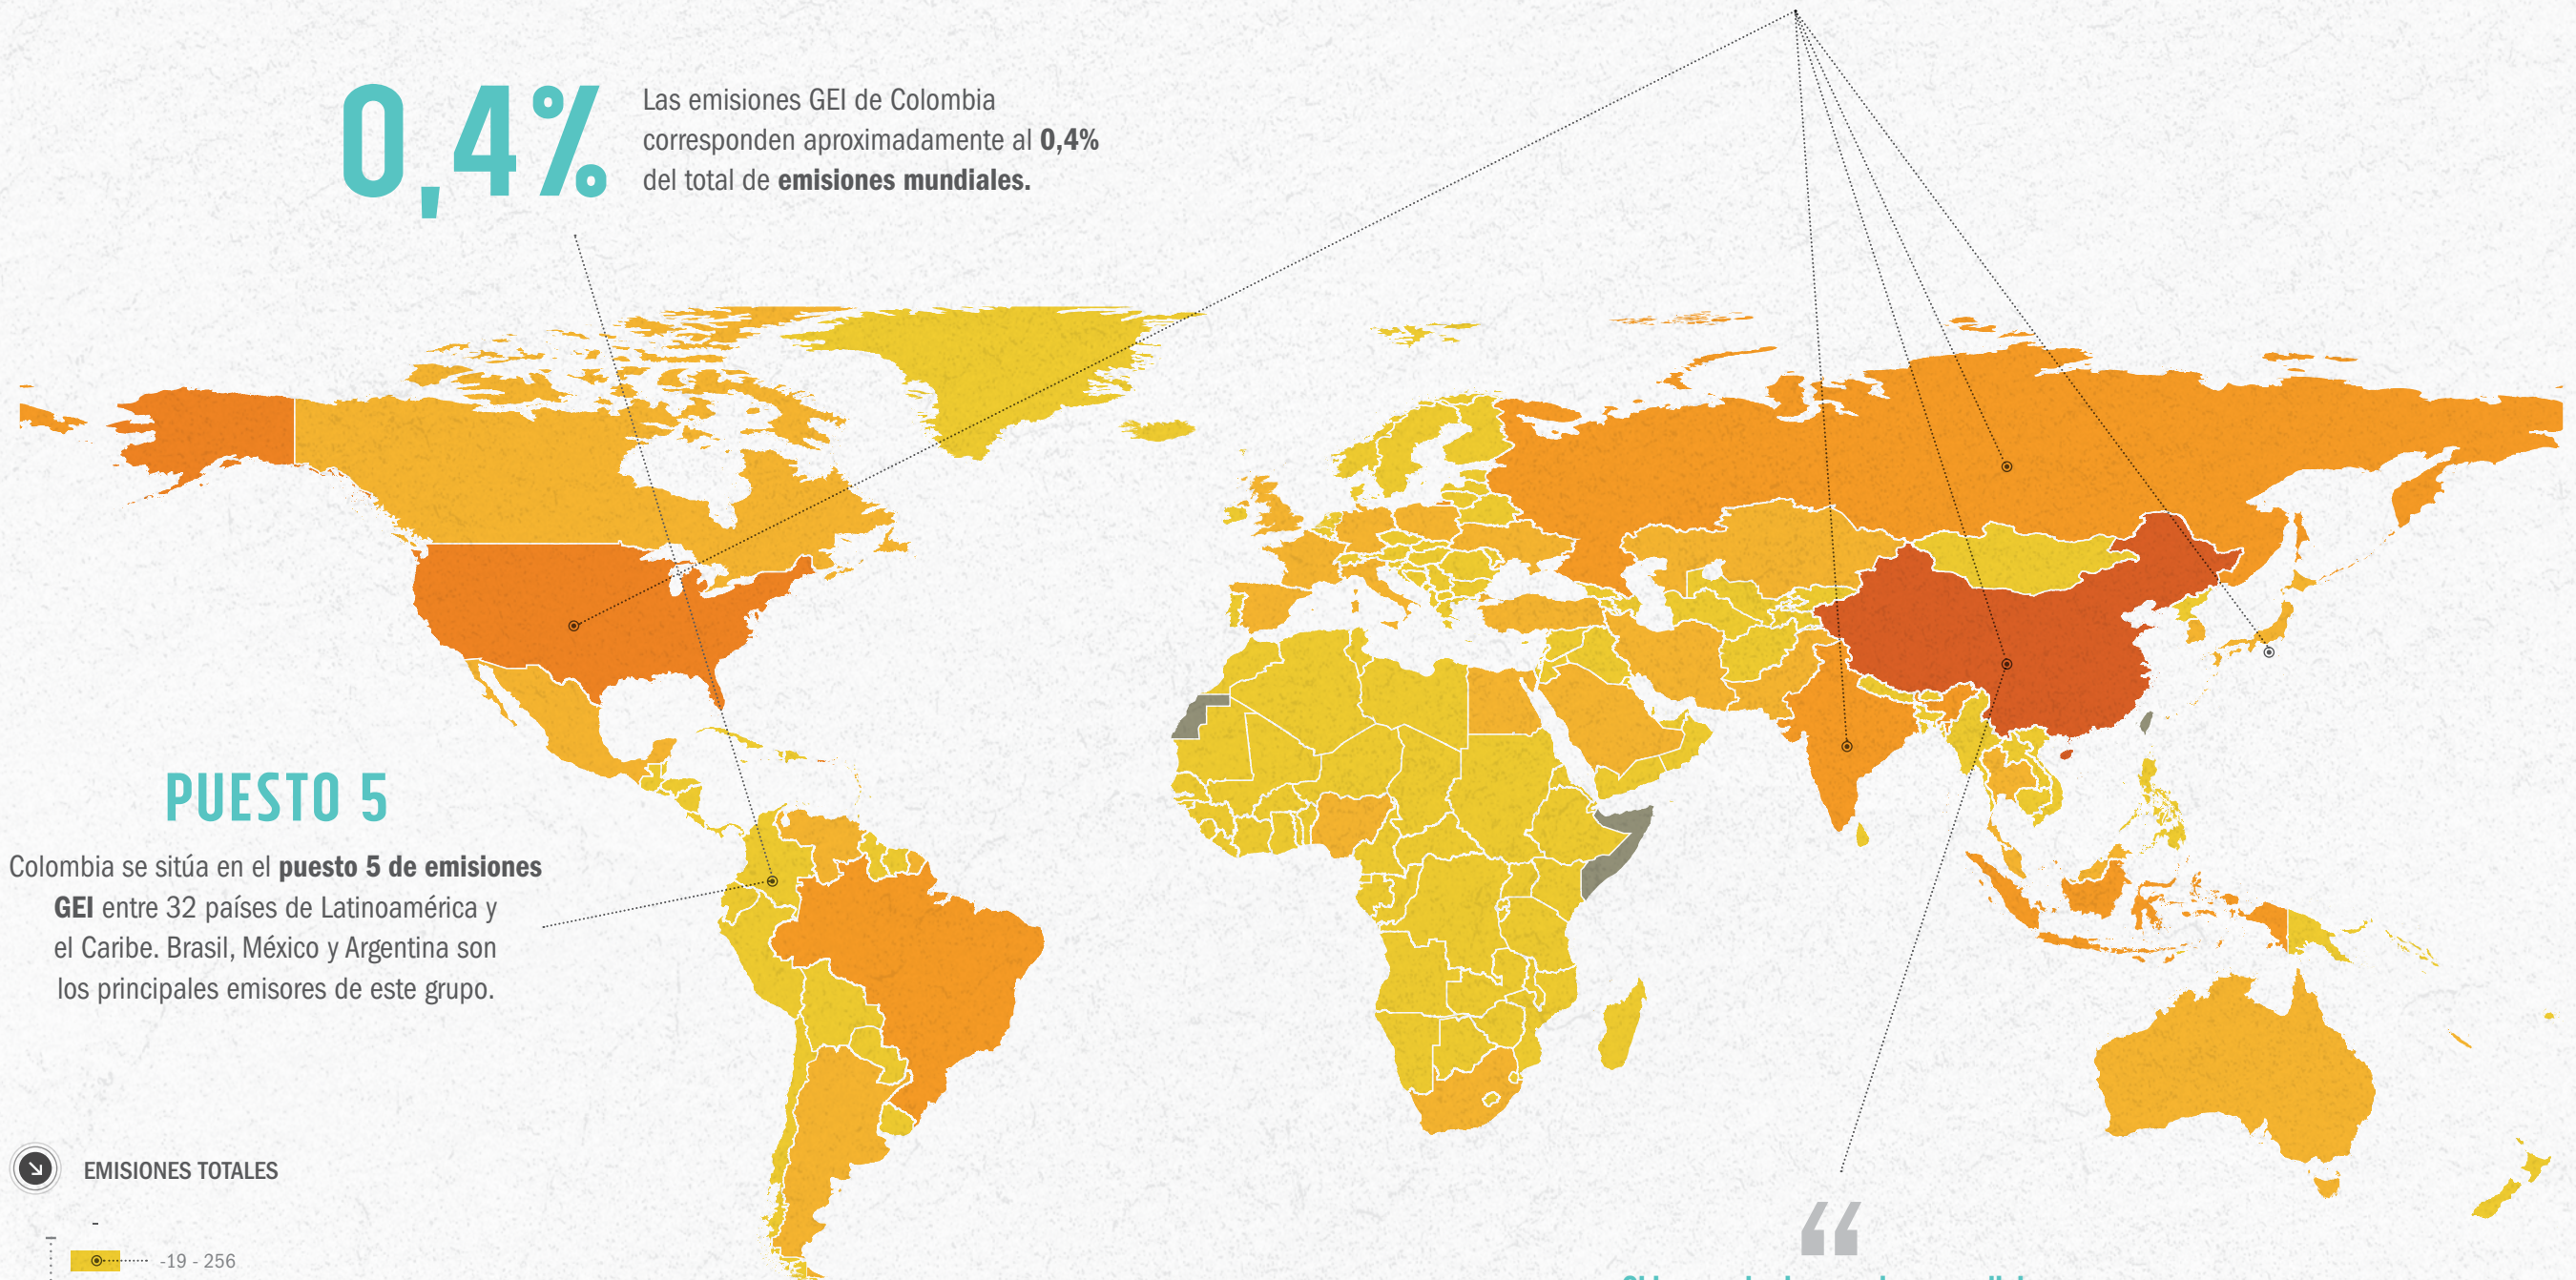 0,4%
Las emisiones GEI de Colombia
corresponden aproximadamente al 0,4%
del total de emisiones mundiales.
PUESTO 5
Colombia se sitúa en el puesto 5 de emisiones
GEI entre 32 países de Latinoamérica y
el Caribe. Brasil, México y Argentina son
los principales emisores de este grupo.
EMISIONES TOTALES
-
-19 - 256
“